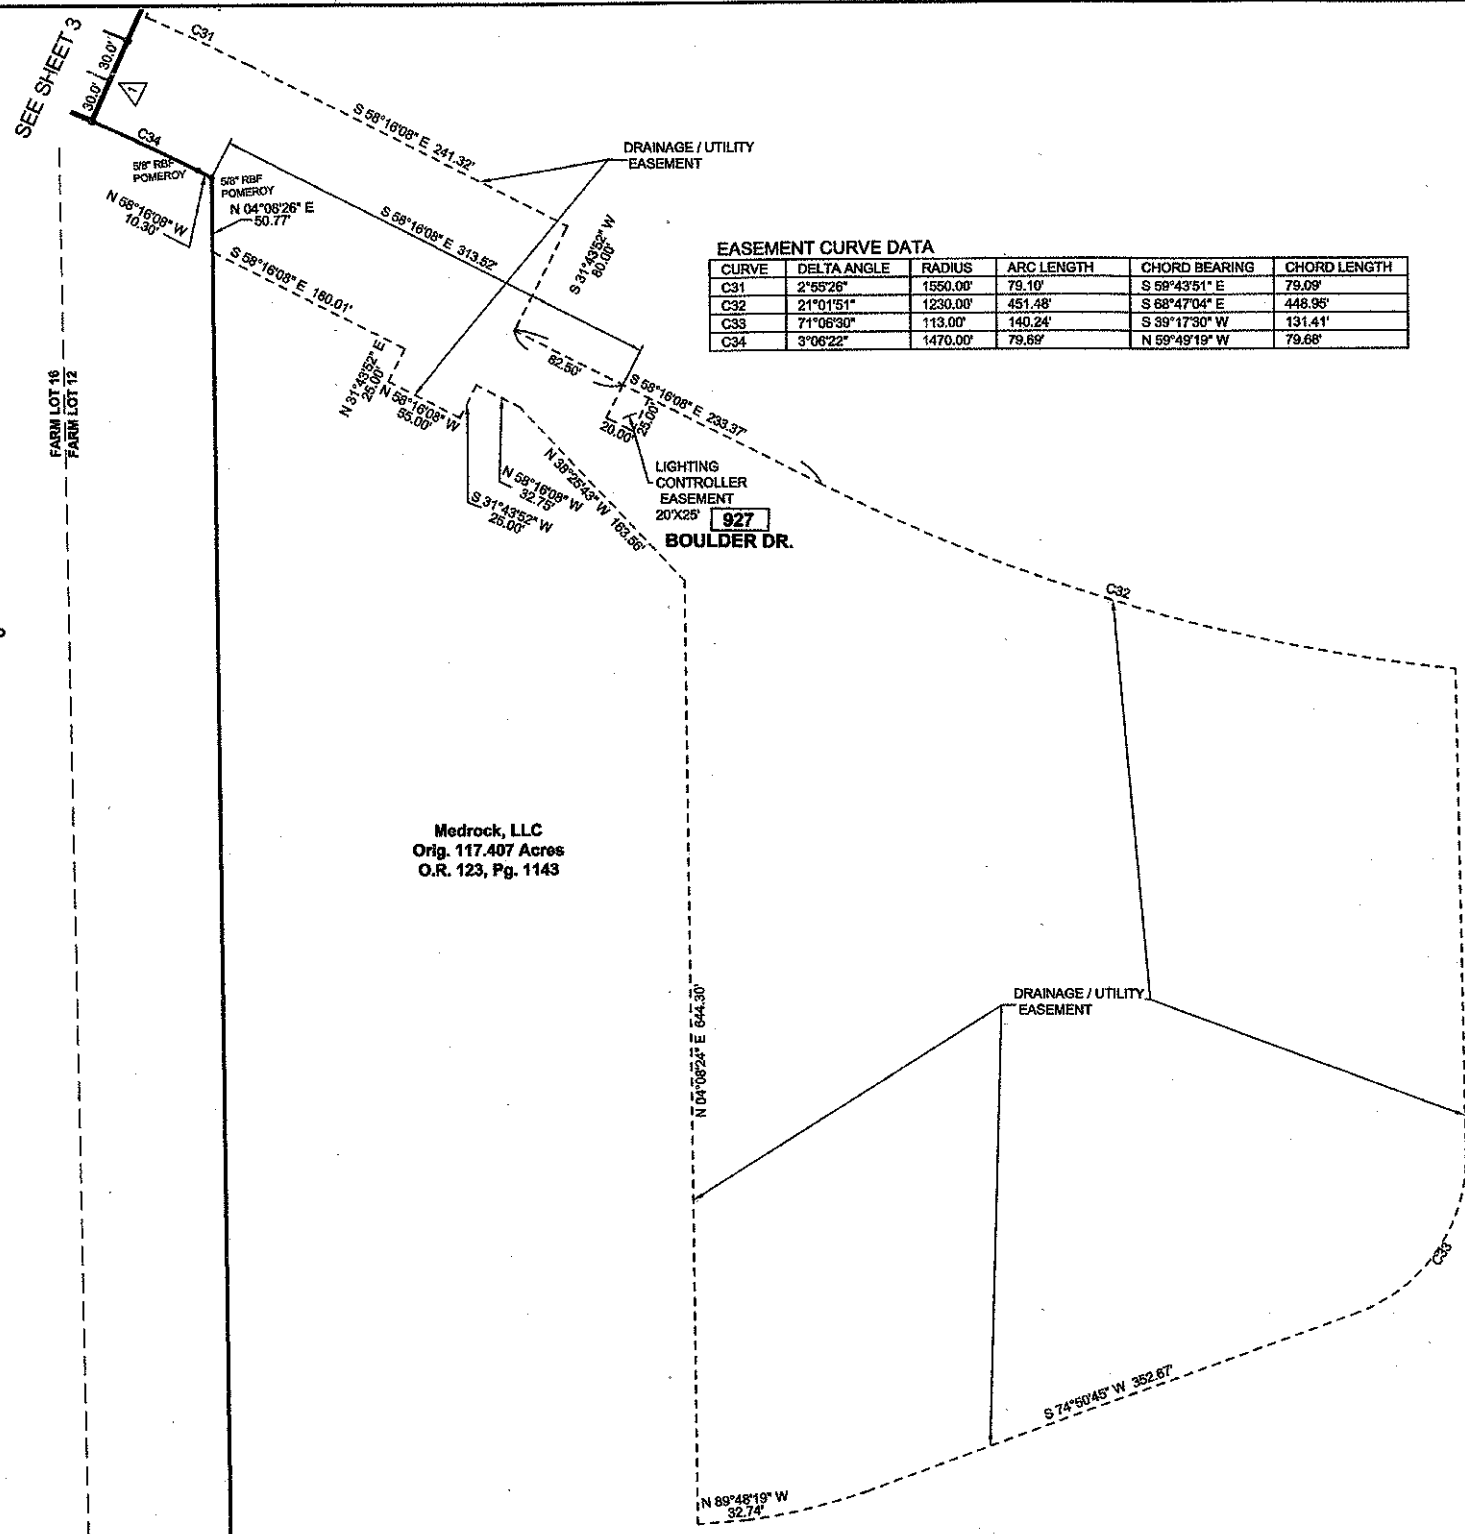 SEE SHEET 3
30.0'
30.0'
1
C31
S 58°16'08" E 241.32'
DRAINAGE / UTILITY
EASEMENT
C34
5/8" RBF
POMEROY
5/8" RBF
POMEROY
N 58°16'08" W
10.30'
N 04°08'26" E
50.77'
S 58°16'08" E 313.52'
S 58°16'08" E 180.01'
S 31°43'52" W
80.00'
EASEMENT CURVE DATA
CURVE DELTA ANGLE RADIUS ARC LENGTH CHORD BEARING CHORD LENGTH
C31 2°55'26" 1550.00' 79.10' S 59°43'51" E 79.09'
C32 21°01'51" 1230.00' 451.48' S 68°47'04" E 448.95'
C33 71°06'30" 113.00' 140.24' S 39°17'30" W 131.41'
C34 3°06'22" 1470.00' 79.69' N 59°49'19" W 79.68'
FARM LOT 16
FARM LOT 12
N 31°43'52" E
25.00'
N 58°16'08" W
55.00'
82.50'
S 58°16'08" E 233.37'
20.00'
25.00'
S 31°43'52" W
25.00'
N 58°16'08" W
32.75'
N 38°25'43" W 163.56'
LIGHTING
CONTROLLER
EASEMENT
20'X25'
927
BOULDER DR.
C32
Medrock, LLC
Orig. 117.407 Acres
O.R. 123, Pg. 1143
N 04°08'24" E 644.30'
DRAINAGE / UTILITY
EASEMENT
C33
S 74°50'45" W 352.67'
N 89°48'19" W
32.74'